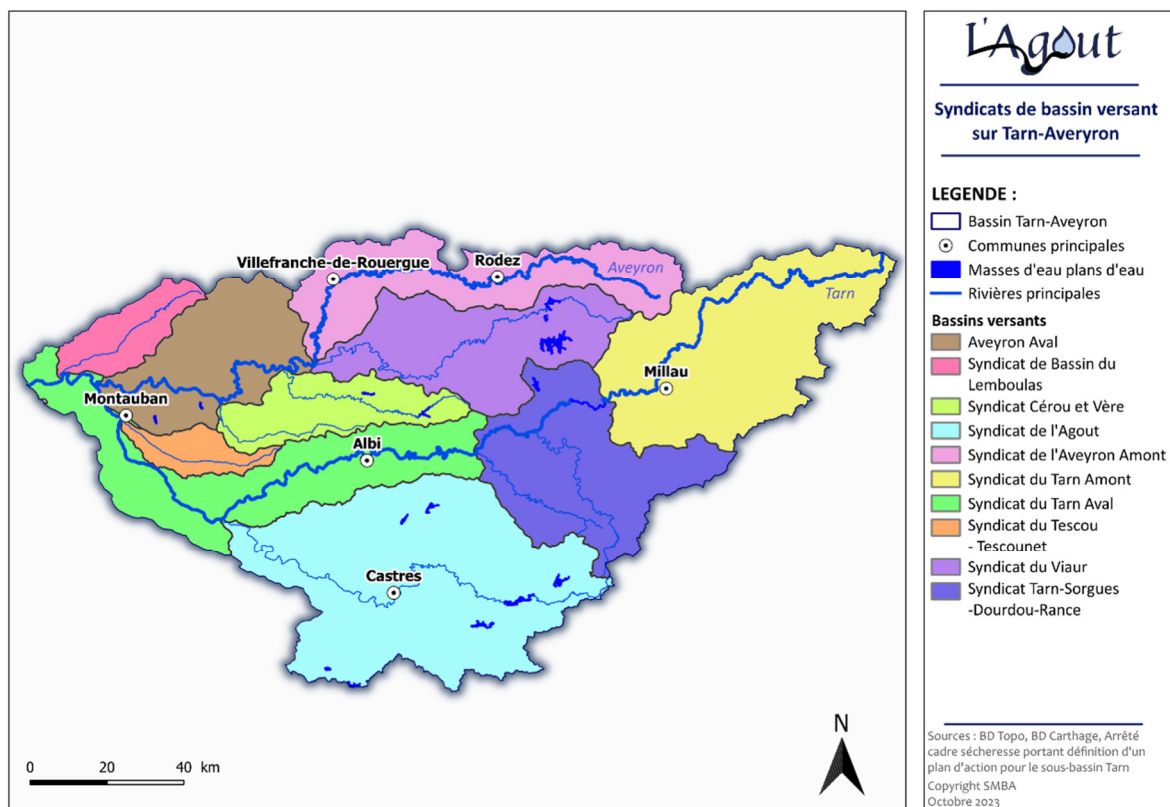 L'Agout
Syndicats de bassin versant
sur Tarn-Averyron
LEGENDE :
Bassin Tarn-Aveyron
Communes principales
Masses d'eau plans d'eau
Rivières principales
Bassins versants
Aveyron Aval
Syndicat de Bassin du
Lemboulas
Syndicat Cérou et Vère
Syndicat de l'Agout
Syndicat de l'Aveyron Amont
Syndicat du Tarn Amont
Syndicat du Tarn Aval
Syndicat du Tescou
- Tescounet
Syndicat du Viaur
Syndicat Tarn-Sorgues
-Dourdou-Rance
Sources : BD Topo, BD Carthage, Arrêté
cadre sécheresse portant définition d'un
plan d'action pour le sous-bassin Tarn
Copyright SMBA
Octobre 2023
Villefranche-de-Rouergue
Rodez
Aveyron
Tarn
Millau
Montauban
Albi
Castres
N
0 20 40 km